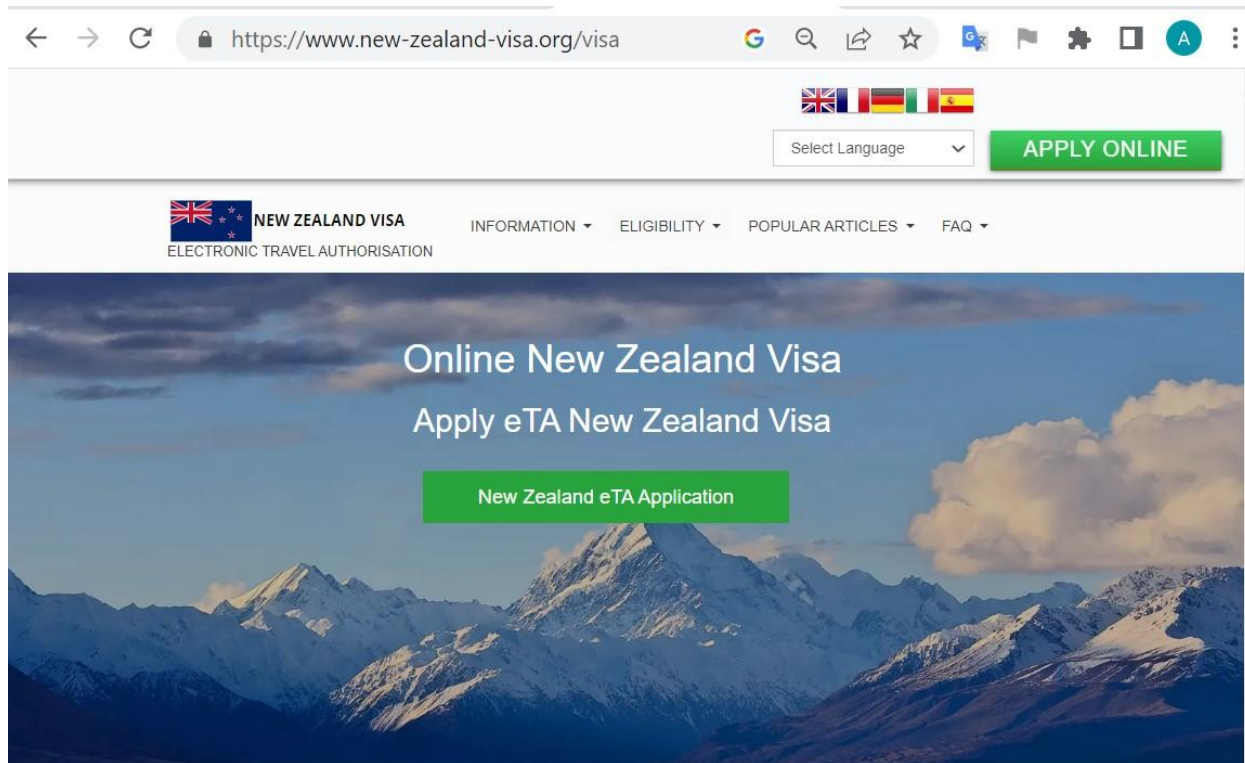 https://www.new-zealand-visa.org/visa
A
Select Language
APPLY ONLINE
NEW ZEALAND VISA
ELECTRONIC TRAVEL AUTHORISATION
INFORMATION
ELIGIBILITY
POPULAR ARTICLES
FAQ
Online New Zealand Visa
Apply eTA New Zealand Visa
New Zealand eTA Application